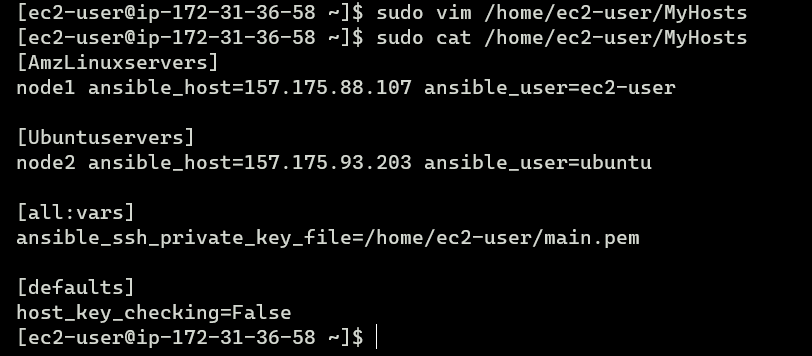 [ec2-user@ip-172-31-36-58 ~]$ sudo vim /home/ec2-user/MyHosts
[ec2-user@ip-172-31-36-58 ~]$ sudo cat /home/ec2-user/MyHosts
[AmzLinuxservers]
node1 ansible_host=157.175.88.107 ansible_user=ec2-user
[Ubuntuservers]
node2 ansible_host=157.175.93.203 ansible_user=ubuntu
[all:vars]
ansible_ssh_private_key_file=/home/ec2-user/main.pem
[defaults]
host_key_checking=False
[ec2-user@ip-172-31-36-58 ~]$